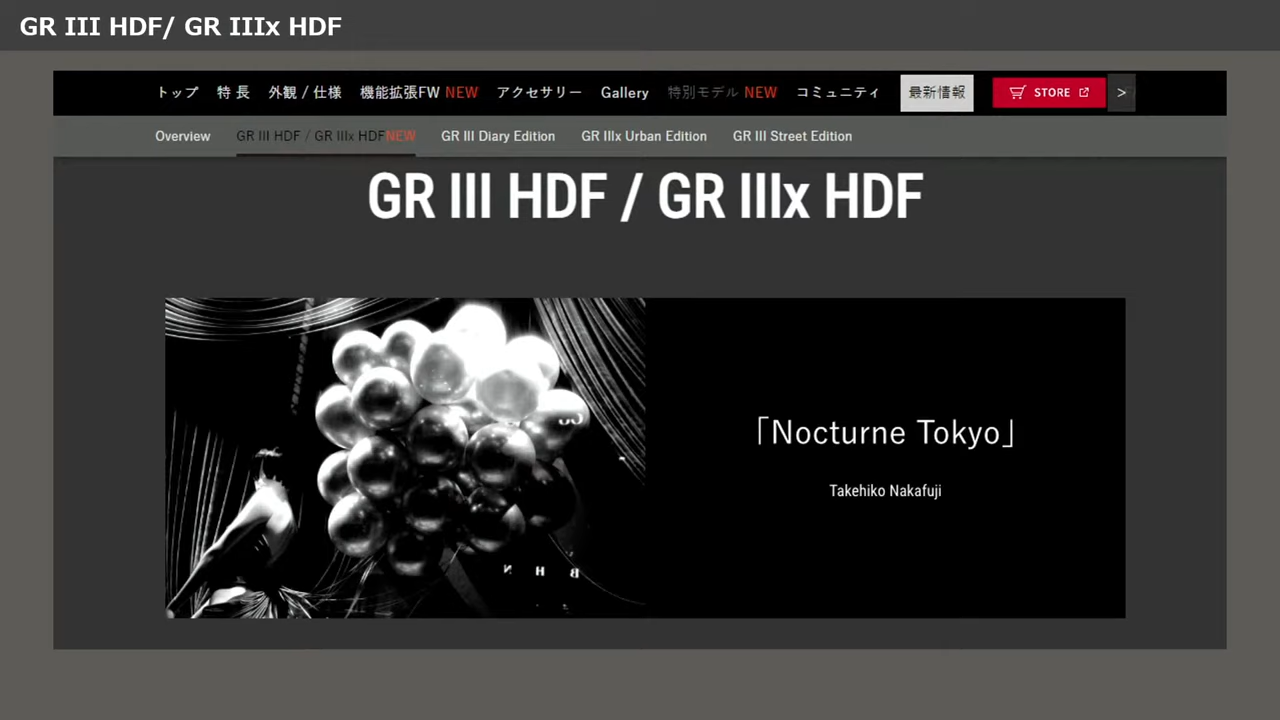 GR III HDF/ GR IIIx HDF
トップ 特 長 外観 / 仕様 機能拡張FW NEW アクセサリー Gallery 特別モデル NEW コミュニティ 最新情報 STORE >
Overview GR III HDF / GR IIIx HDFNEW GR III Diary Edition GR IIIx Urban Edition GR III Street Edition
GR III HDF / GR IIIx HDF
「Nocturne Tokyo」
Takehiko Nakafuji